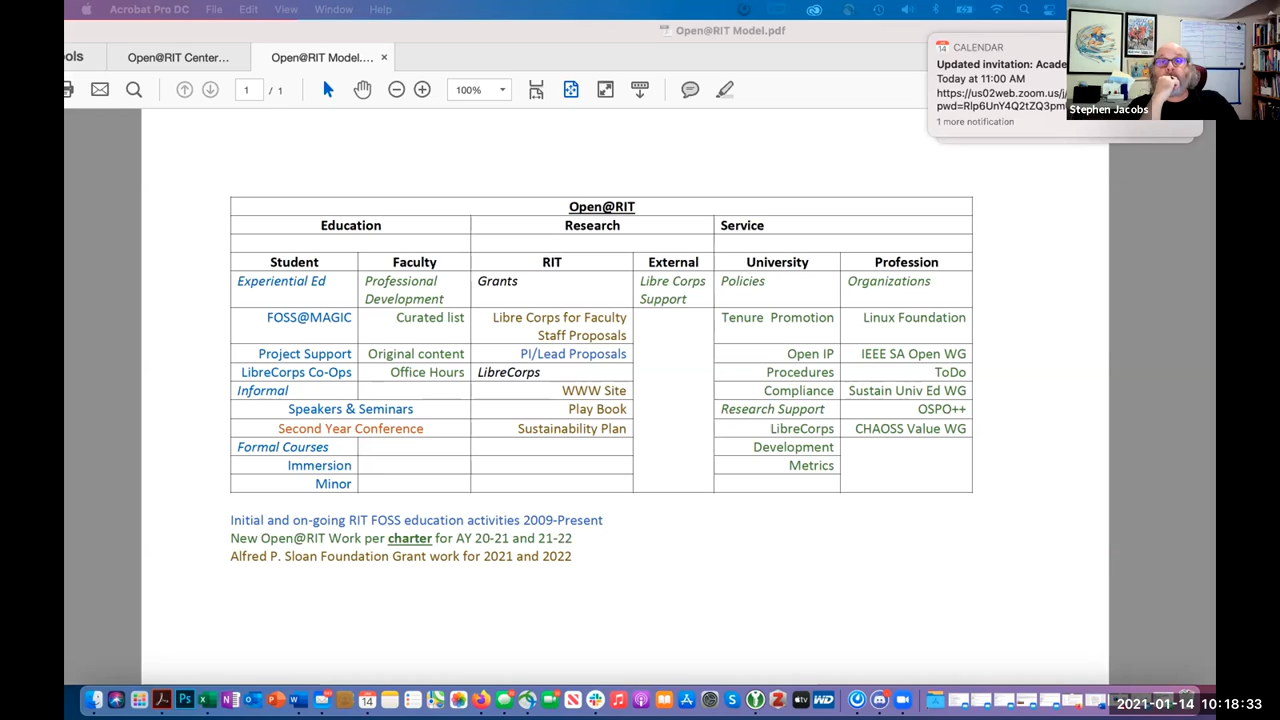 Acrobat Pro DC File Edit View Window Help
Open@RIT Model.pdf
ools Open@RIT Center... Open@RIT Model.... ×
1 / 1 100%
CALENDAR
Updated invitation: Acade
Today at 11:00 AM
https://us02web.zoom.us/j/
pwd=Rlp6UnY4Q2tZQ3pm
1 more notification
Stephen Jacobs
Open@RIT
Education Research Service
Student Faculty RIT External University Profession
Experiential Ed Professional Development Grants Libre Corps Support Policies Organizations
FOSS@MAGIC Curated list Libre Corps for Faculty Staff Proposals Tenure Promotion Linux Foundation
Project Support Original content PI/Lead Proposals Open IP IEEE SA Open WG
LibreCorps Co-Ops Office Hours LibreCorps Procedures ToDo
Informal WWW Site Compliance Sustain Univ Ed WG
Speakers & Seminars Play Book Research Support OSPO++
Second Year Conference Sustainability Plan LibreCorps CHAOSS Value WG
Formal Courses Development
Immersion Metrics
Minor
Initial and on-going RIT FOSS education activities 2009-Present
New Open@RIT Work per charter for AY 20-21 and 21-22
Alfred P. Sloan Foundation Grant work for 2021 and 2022
2021-01-14 10:18:33